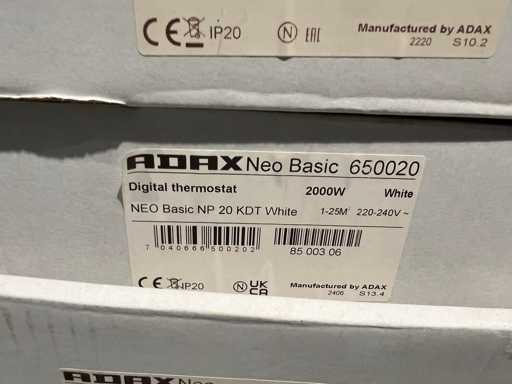 CE IP20 N EAC Manufactured by ADAX
2220 S10.2
ADAX Neo Basic 650020
Digital thermostat 2000W White
NEO Basic NP 20 KDT White 1-25M² 220-240V ~
7 040666 500202
85 003 06
CE IP20 N UK CA Manufactured by ADAX
2406 S13.4
ADAX Neo